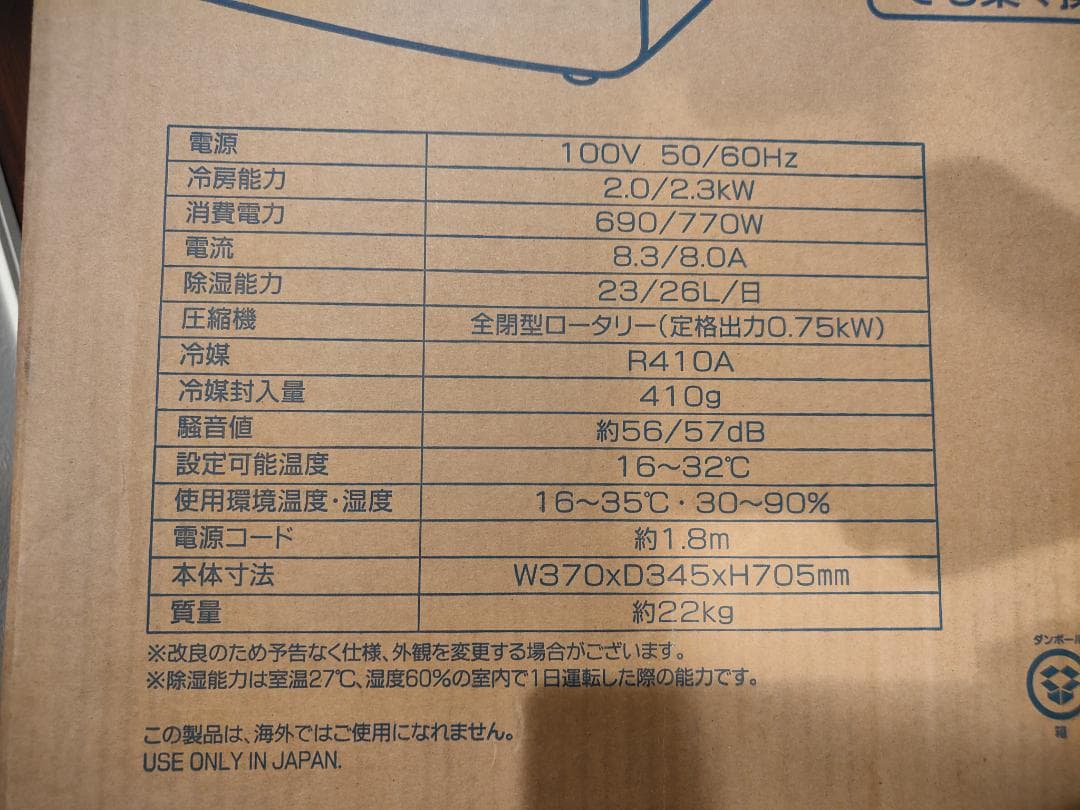 電源 100V 50/60Hz
冷房能力 2.0/2.3kW
消費電力 690/770W
電流 8.3/8.0A
除湿能力 23/26L/日
圧縮機 全閉型ロータリー(定格出力0.75kW)
冷媒 R410A
冷媒封入量 410g
騒音値 約56/57dB
設定可能温度 16～32℃
使用環境温度・湿度 16～35℃・30～90%
電源コード 約1.8m
本体寸法 W370xD345xH705mm
質量 約22kg
※改良のため予告なく仕様、外観を変更する場合がございます。
※除湿能力は室温27℃、湿度60%の室内で1日運転した際の能力です。
ダンボール
箱
この製品は、海外ではご使用になれません。
USE ONLY IN JAPAN.